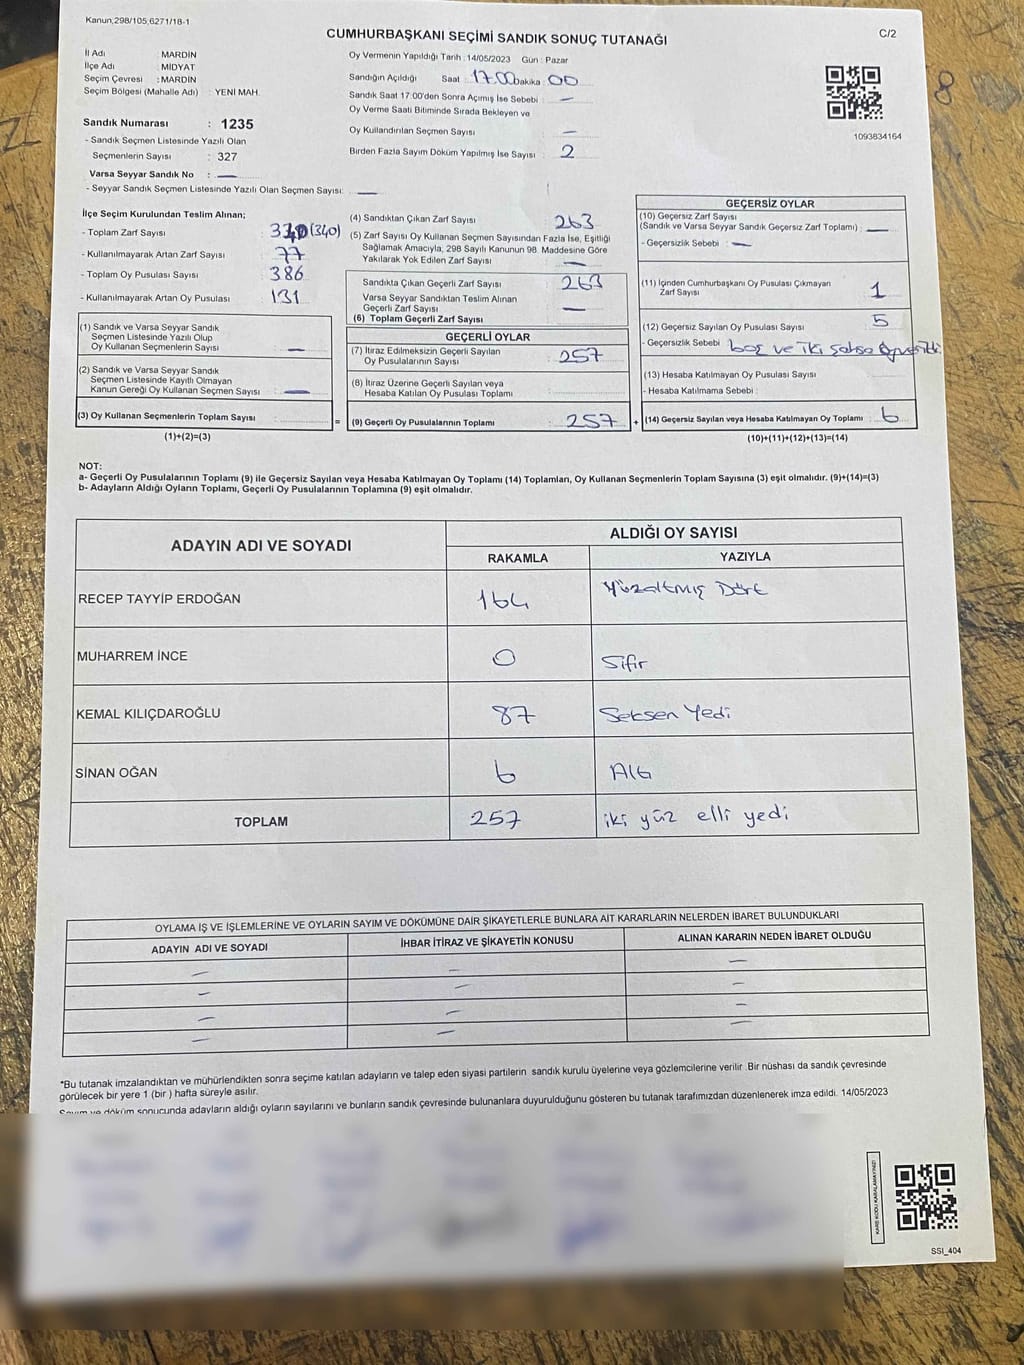 Kanun,298/105,6271/18-1
C/2
CUMHURBAŞKANI SEÇİMİ SANDIK SONUÇ TUTANAĞI
İl Adı : MARDİN
İlçe Adı : MİDYAT
Seçim Çevresi : MARDİN
Seçim Bölgesi (Mahalle Adı) : YENİ MAH.
Sandık Numarası : 1235
- Sandık Seçmen Listesinde Yazılı Olan
Seçmenlerin Sayısı : 327
Varsa Seyyar Sandık No : —
- Seyyar Sandık Seçmen Listesinde Yazılı Olan Seçmen Sayısı: —
Oy Vermenin Yapıldığı Tarih : 14/05/2023 Gün : Pazar
Sandığın Açıldığı Saat : 17.00 Dakika : 00
Sandık Saat 17:00'den Sonra Açımış İse Sebebi : —
Oy Verme Saati Bitiminde Sırada Bekleyen ve
Oy Kullandırılan Seçmen Sayısı : —
Birden Fazla Sayım Döküm Yapılmış İse Sayısı : 2
1093834164
8
İlçe Seçim Kurulundan Teslim Alınan;
- Toplam Zarf Sayısı : 340 (340)
- Kullanılmayarak Artan Zarf Sayısı : 77
- Toplam Oy Pusulası Sayısı : 386
- Kullanılmayarak Artan Oy Pusulası : 131
(1) Sandık ve Varsa Seyyar Sandık
Seçmen Listesinde Yazılı Olup
Oy Kullanan Seçmenlerin Sayısı : —
(2) Sandık ve Varsa Seyyar Sandık
Seçmen Listesinde Kayıtlı Olmayan
Kanun Gereği Oy Kullanan Seçmen Sayısı : —
(3) Oy Kullanan Seçmenlerin Toplam Sayısı :
(1)+(2)=(3)
(4) Sandıktan Çıkan Zarf Sayısı : 263
(5) Zarf Sayısı Oy Kullanan Seçmen Sayısından Fazla İse, Eşitliği
Sağlamak Amacıyla, 298 Sayılı Kanunun 98. Maddesine Göre
Yakılarak Yok Edilen Zarf Sayısı : —
Sandıkta Çıkan Geçerli Zarf Sayısı : 263
Varsa Seyyar Sandıktan Teslim Alınan
Geçerli Zarf Sayısı : —
(6) Toplam Geçerli Zarf Sayısı
GEÇERLİ OYLAR
(7) İtiraz Edilmeksizin Geçerli Sayılan
Oy Pusulalarının Sayısı : 257
(8) İtiraz Üzerine Geçerli Sayılan veya
Hesaba Katılan Oy Pusulası Toplamı :
= (9) Geçerli Oy Pusulalarının Toplamı : 257 +
GEÇERSİZ OYLAR
(10) Geçersiz Zarf Sayısı
(Sandık ve Varsa Seyyar Sandık Geçersiz Zarf Toplamı) : —
- Geçersizlik Sebebi : —
(11) İçinden Cumhurbaşkanı Oy Pusulası Çıkmayan
Zarf Sayısı : 1
(12) Geçersiz Sayılan Oy Pusulası Sayısı : 5
- Geçersizlik Sebebi : boş ve iki şahsa
(13) Hesaba Katılmayan Oy Pusulası Sayısı :
- Hesaba Katılmama Sebebi :
(14) Geçersiz Sayılan veya Hesaba Katılmayan Oy Toplamı : 6
(10)+(11)+(12)+(13)=(14)
NOT:
a- Geçerli Oy Pusulalarının Toplamı (9) ile Geçersiz Sayılan veya Hesaba Katılmayan Oy Toplamı (14) Toplamları, Oy Kullanan Seçmenlerin Toplam Sayısına (3) eşit olmalıdır. (9)+(14)=(3)
b- Adayların Aldığı Oyların Toplamı, Geçerli Oy Pusulalarının Toplamına (9) eşit olmalıdır.
ADAYIN ADI VE SOYADI
ALDIĞI OY SAYISI
RAKAMLA YAZIYLA
RECEP TAYYİP ERDOĞAN 164 Yüzaltmış Dört
MUHARREM İNCE 0 Sıfır
KEMAL KILIÇDAROĞLU 87 Seksen Yedi
SİNAN OĞAN 6 Altı
TOPLAM 257 iki yüz elli yedi
OYLAMA İŞ VE İŞLEMLERİNE VE OYLARIN SAYIM VE DÖKÜMÜNE DAİR ŞİKAYETLERLE BUNLARA AİT KARARLARIN NELERDEN İBARET BULUNDUKLARI
ADAYIN ADI VE SOYADI İHBAR İTİRAZ VE ŞİKAYETİN KONUSU ALINAN KARARIN NEDEN İBARET OLDUĞU
— — —
— — —
— — —
— — —
*Bu tutanak imzalandıktan ve mühürlendikten sonra seçime katılan adayların ve talep eden siyasi partilerin sandık kurulu üyelerine veya gözlemcilerine verilir .Bir nüshası da sandık çevresinde
görülecek bir yere 1 (bir ) hafta süreyle asılır.
Sayım ve döküm sonucunda adayların aldığı oyların sayılarını ve bunların sandık çevresinde bulunanlara duyurulduğunu gösteren bu tutanak tarafımızdan düzenlenerek imza edildi. 14/05/2023
KARE KODU KARALAMAYINIZ!
SSI_404